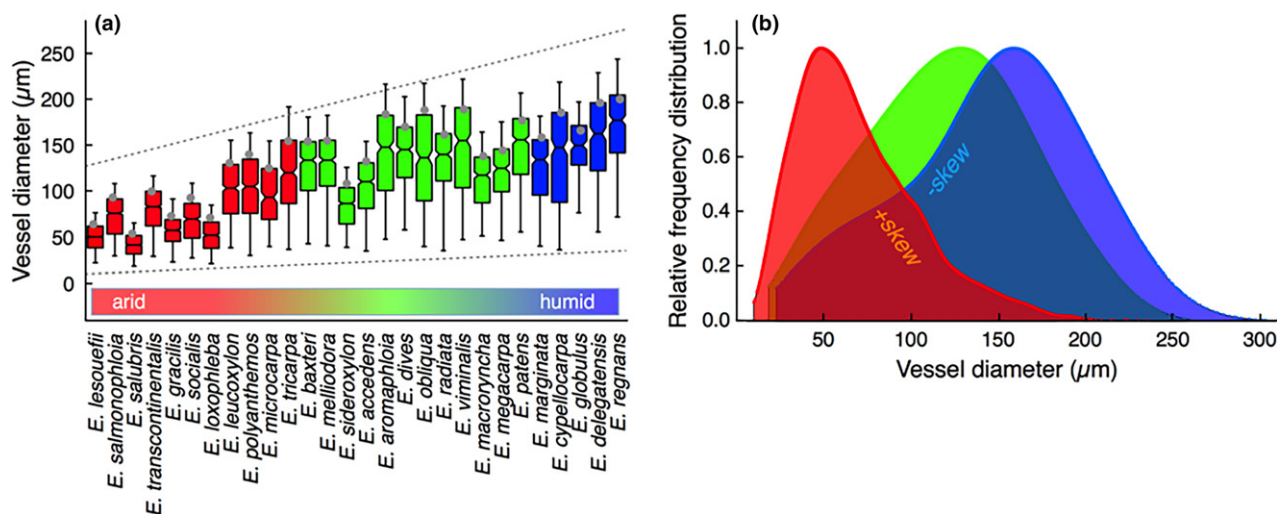 (a)
Vessel diameter (µm)
250
200
150
100
50
0
arid
humid
E. lesouefii
E. salmonophloia
E. salubris
E. transcontinentalis
E. gracilis
E. socialis
E. loxophleba
E. leucoxylon
E. polyanthemos
E. microcarpa
E. tricarpa
E. baxteri
E. melliodora
E. sideroxylon
E. accedens
E. aromaphloia
E. dives
E. obliqua
E. radiata
E. viminalis
E. macroryncha
E. megacarpa
E. patens
E. marginata
E. cypellocarpa
E. globulus
E. delegatensis
E. regnans
(b)
Relative frequency distribution
1.0
0.8
0.6
0.4
0.2
0.0
+skew
-skew
50
100
150
200
250
300
Vessel diameter (µm)